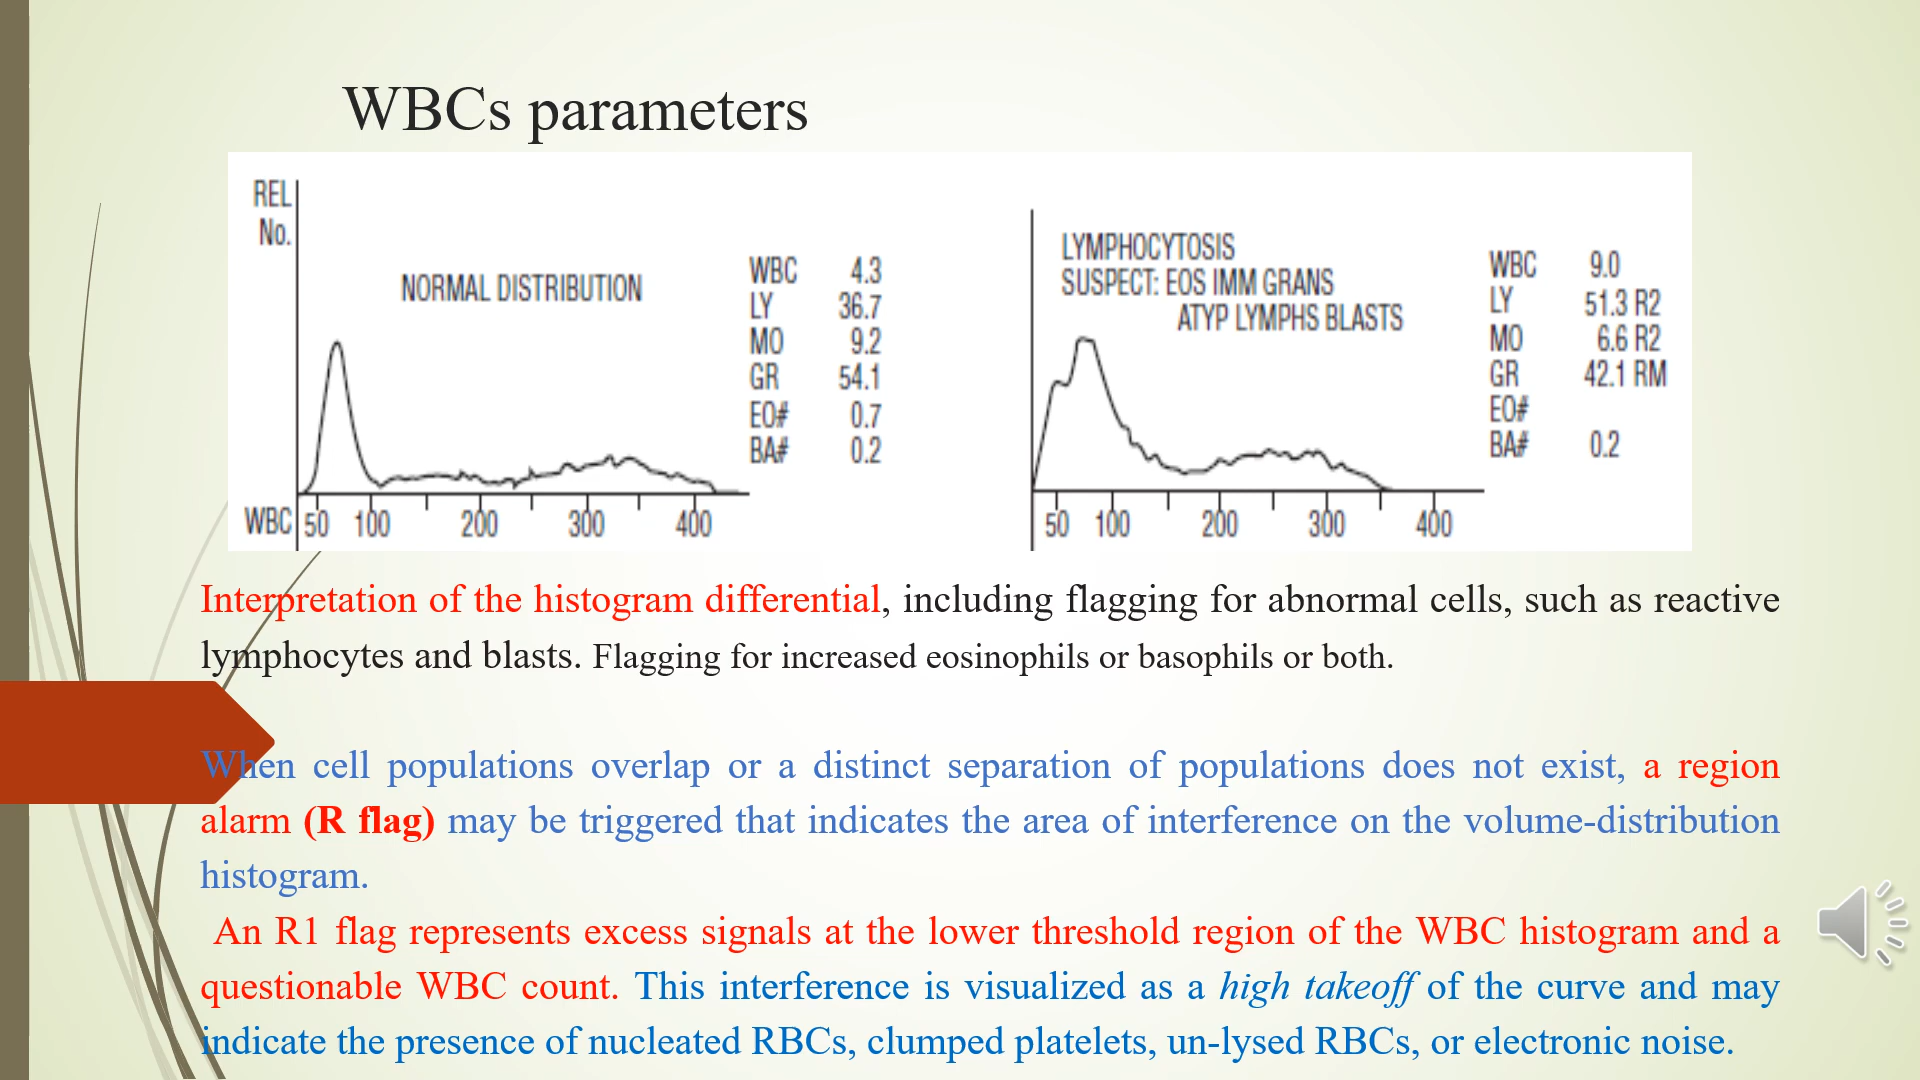 WBCs parameters
REL
No.
NORMAL DISTRIBUTION
WBC 4.3
LY 36.7
MO 9.2
GR 54.1
EO# 0.7
BA# 0.2
WBC 50 100 200 300 400
LYMPHOCYTOSIS
SUSPECT: EOS IMM GRANS
ATYP LYMPHS BLASTS
WBC 9.0
LY 51.3 R2
MO 6.6 R2
GR 42.1 RM
EO#
BA# 0.2
50 100 200 300 400
Interpretation of the histogram differential, including flagging for abnormal cells, such as reactive
lymphocytes and blasts. Flagging for increased eosinophils or basophils or both.
When cell populations overlap or a distinct separation of populations does not exist, a region
alarm (R flag) may be triggered that indicates the area of interference on the volume-distribution
histogram.
An R1 flag represents excess signals at the lower threshold region of the WBC histogram and a
questionable WBC count. This interference is visualized as a high takeoff of the curve and may
indicate the presence of nucleated RBCs, clumped platelets, un-lysed RBCs, or electronic noise.